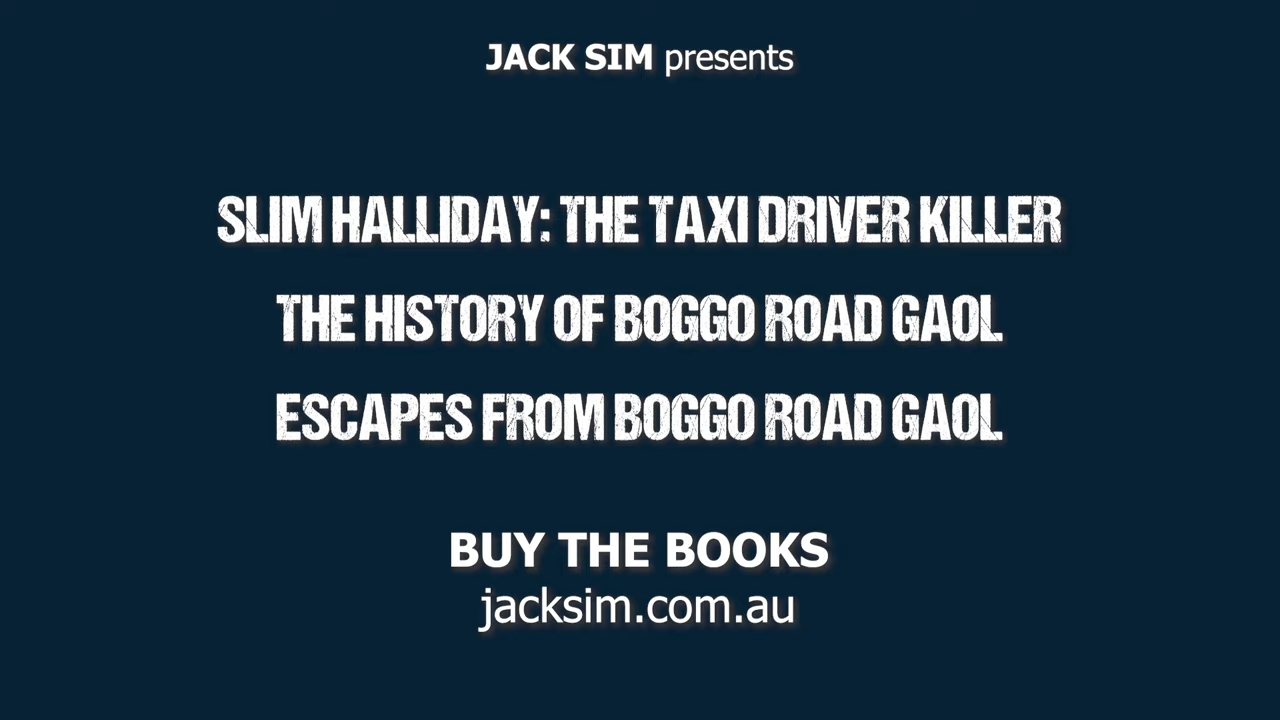 JACK SIM presents
SLIM HALLIDAY: THE TAXI DRIVER KILLER
THE HISTORY OF BOGGO ROAD GAOL
ESCAPES FROM BOGGO ROAD GAOL
BUY THE BOOKS
jacksim.com.au